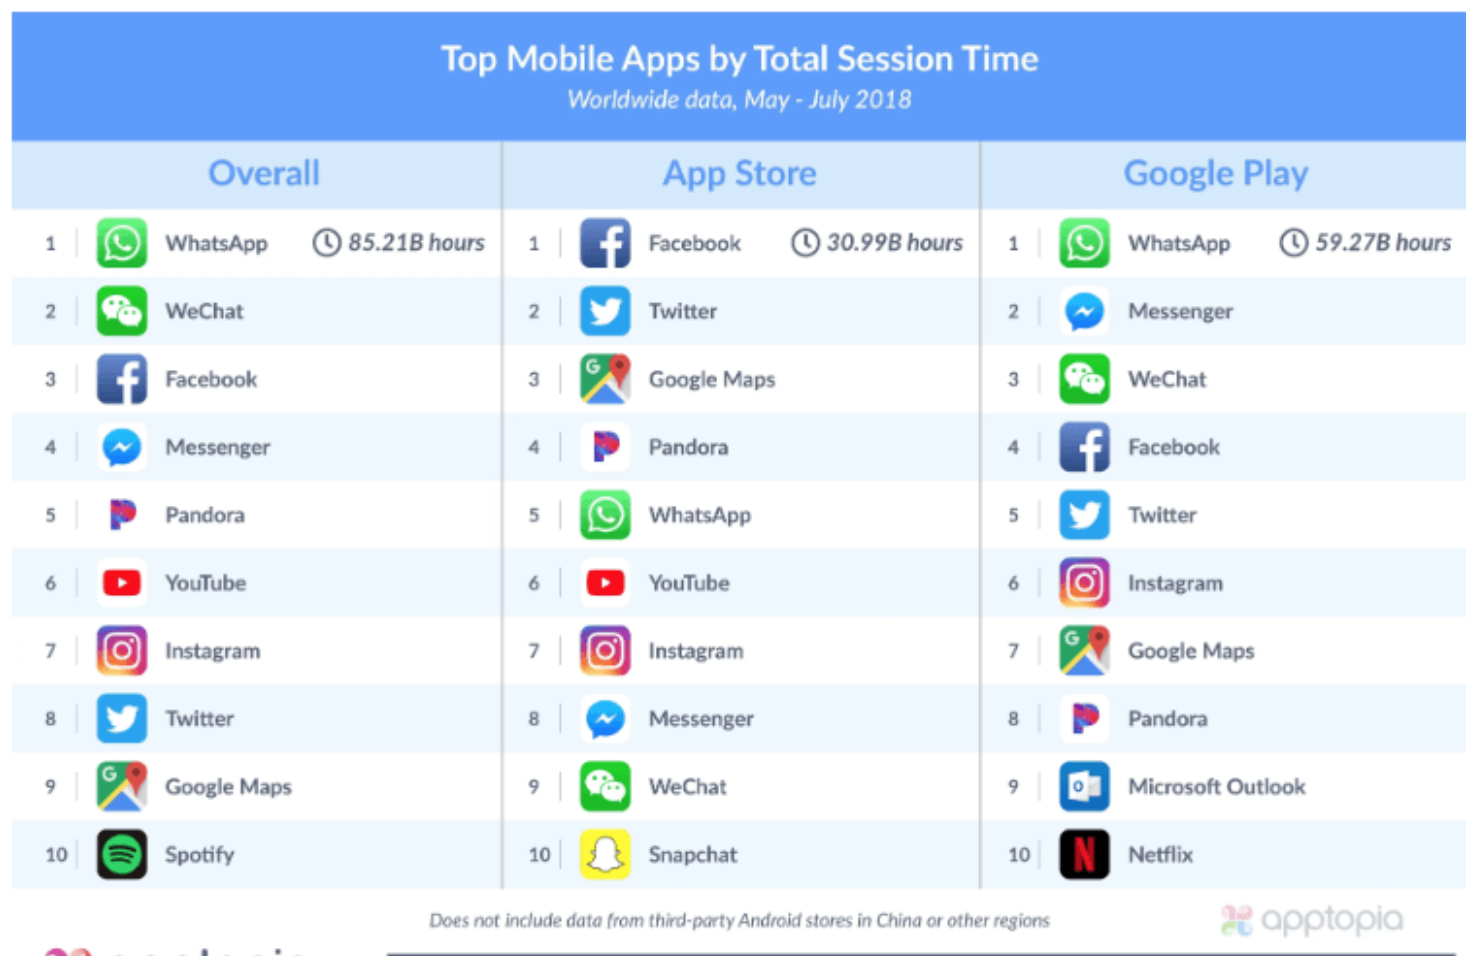 Top Mobile Apps by Total Session Time
Worldwide data, May - July 2018
Overall
1 WhatsApp 85.21B hours
2 WeChat
3 Facebook
4 Messenger
5 Pandora
6 YouTube
7 Instagram
8 Twitter
9 Google Maps
10 Spotify
App Store
1 Facebook 30.99B hours
2 Twitter
3 Google Maps
4 Pandora
5 WhatsApp
6 YouTube
7 Instagram
8 Messenger
9 WeChat
10 Snapchat
Google Play
1 WhatsApp 59.27B hours
2 Messenger
3 WeChat
4 Facebook
5 Twitter
6 Instagram
7 Google Maps
8 Pandora
9 Microsoft Outlook
10 Netflix
Does not include data from third-party Android stores in China or other regions
apptopia